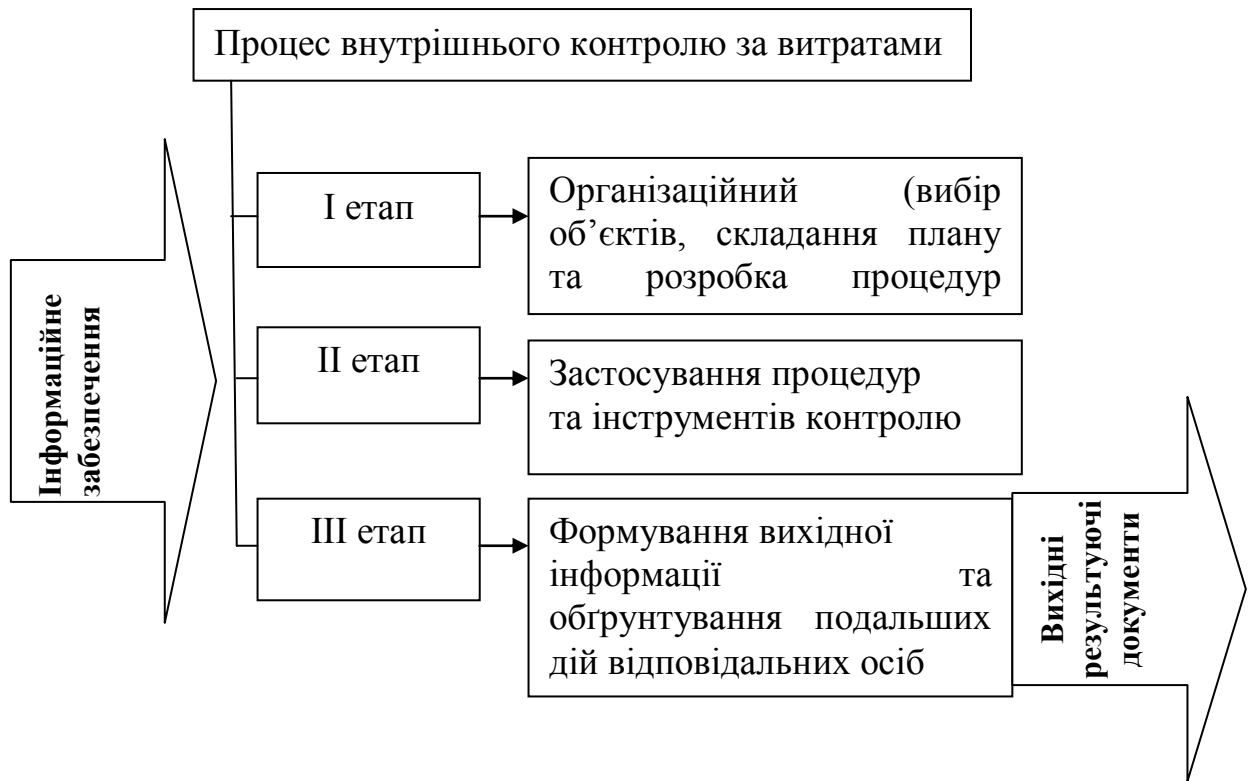 Процес внутрішнього контролю за витратами
І етап
Організаційний (вибір
об’єктів, складання плану
та розробка процедур
ІІ етап
Застосування процедур
та інструментів контролю
ІІІ етап
Формування вихідної
інформації та
обґрунтування подальших
дій відповідальних осіб
Інформаційне
забезпечення
Вихідні
результуючі
документи